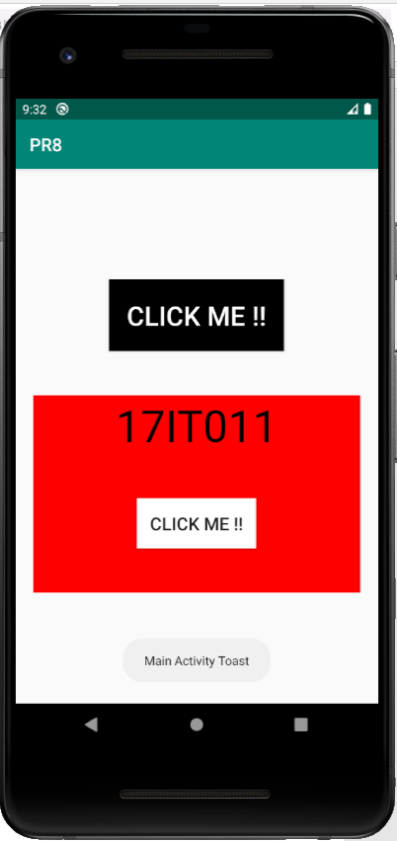 9:32
PR8
CLICK ME !!
17IT011
CLICK ME !!
Main Activity Toast